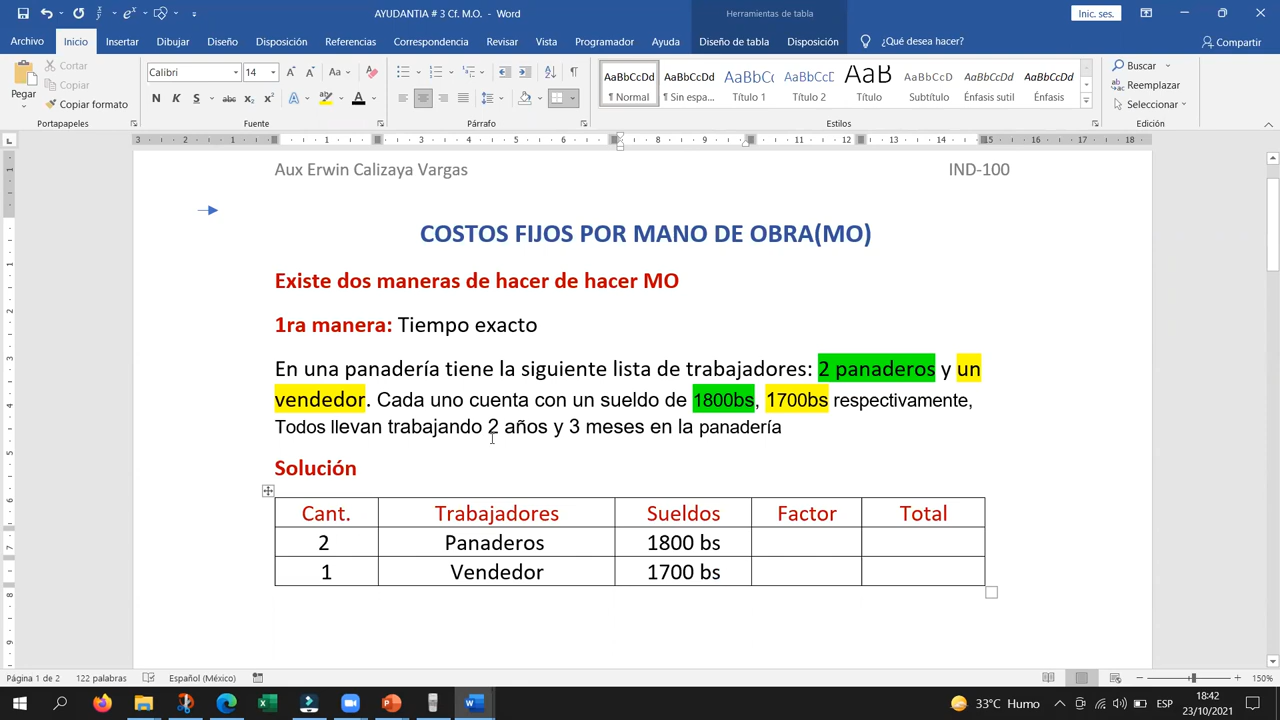 AYUDANTIA # 3 Cf. M.O. - Word
Herramientas de tabla
Inic. ses.
Archivo Inicio Insertar Dibujar Diseño Disposición Referencias Correspondencia Revisar Vista Programador Ayuda Diseño de tabla Disposición ¿Qué desea hacer? Compartir
Pegar
Cortar
Copiar
Copiar formato
Portapapeles
Calibri 14
Fuente
Párrafo
AaBbCcDd AaBbCcDd AaBbCc AaBbCcD AaB AaBbCcD AaBbCcDd AaBbCcDd
¶ Normal ¶ Sin espa... Título 1 Título 2 Título Subtítulo Énfasis sutil Énfasis
Estilos
Buscar
Reemplazar
Seleccionar
Edición
Aux Erwin Calizaya Vargas IND-100
COSTOS FIJOS POR MANO DE OBRA(MO)
Existe dos maneras de hacer de hacer MO
1ra manera: Tiempo exacto
En una panadería tiene la siguiente lista de trabajadores: 2 panaderos y un
vendedor. Cada uno cuenta con un sueldo de 1800bs, 1700bs respectivamente,
Todos llevan trabajando 2 años y 3 meses en la panadería
Solución
Cant. Trabajadores Sueldos Factor Total
2 Panaderos 1800 bs
1 Vendedor 1700 bs
Página 1 de 2 122 palabras Español (México) 150%
33°C Humo ESP 18:42
23/10/2021